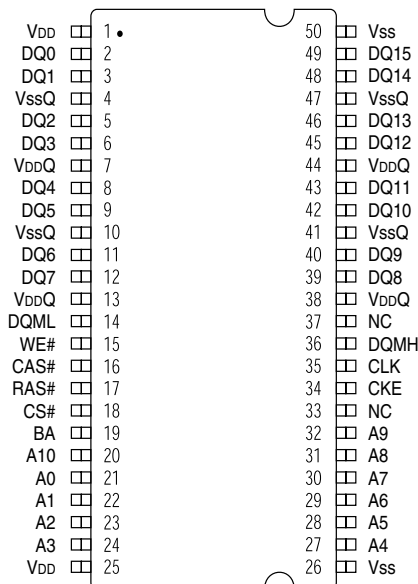 VDD 1 50 Vss
DQ0 2 49 DQ15
DQ1 3 48 DQ14
VssQ 4 47 VssQ
DQ2 5 46 DQ13
DQ3 6 45 DQ12
VDDQ 7 44 VDDQ
DQ4 8 43 DQ11
DQ5 9 42 DQ10
VssQ 10 41 VssQ
DQ6 11 40 DQ9
DQ7 12 39 DQ8
VDDQ 13 38 VDDQ
DQML 14 37 NC
WE# 15 36 DQMH
CAS# 16 35 CLK
RAS# 17 34 CKE
CS# 18 33 NC
BA 19 32 A9
A10 20 31 A8
A0 21 30 A7
A1 22 29 A6
A2 23 28 A5
A3 24 27 A4
VDD 25 26 Vss